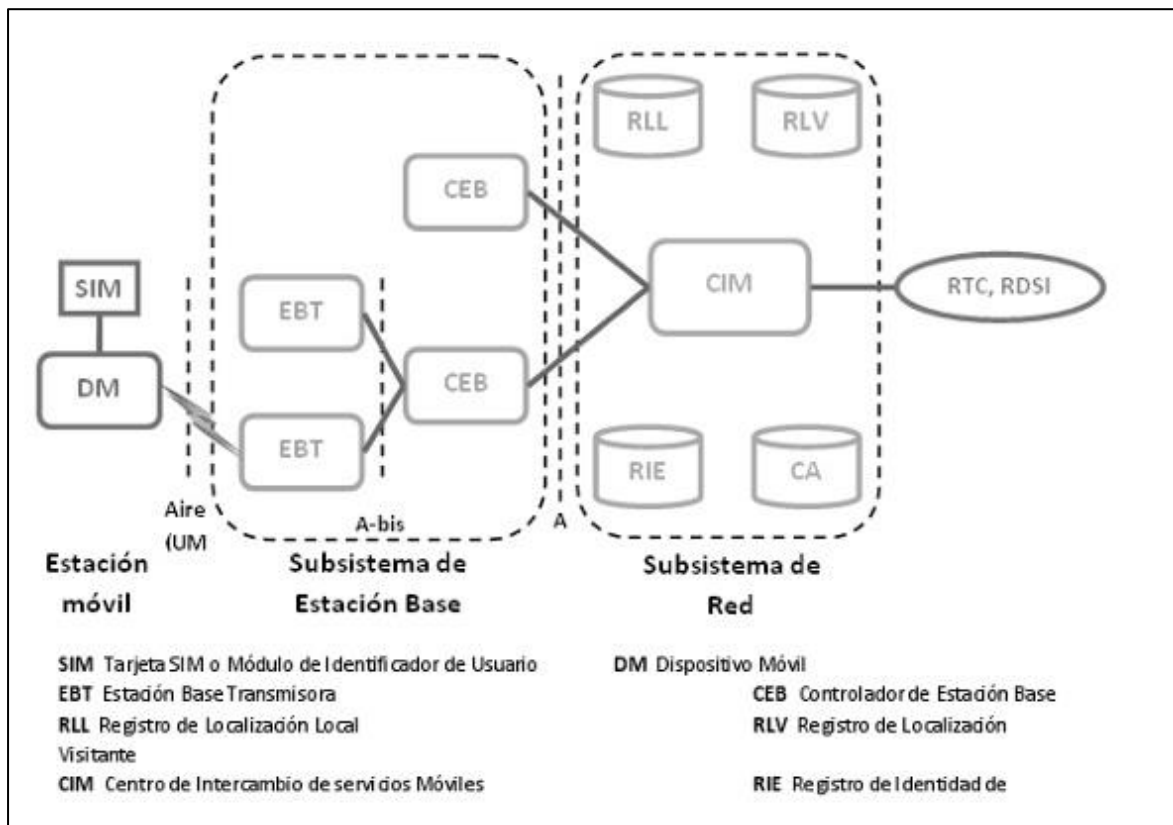 RLL RLV
CEB
CIM
SIM
EBT
RTC, RDSI
DM
CEB
EBT
RIE CA
Aire
(UM
A-bis
A
Estación
móvil
Subsistema de
Estación Base
Subsistema de
Red
SIM Tarjeta SIM o Módulo de Identificador de Usuario DM Dispositivo Móvil
EBT Estación Base Transmisora CEB Controlador de Estación Base
RLL Registro de Localización Local RLV Registro de Localización
Visitante
CIM Centro de Intercambio de servicios Móviles RIE Registro de Identidad de